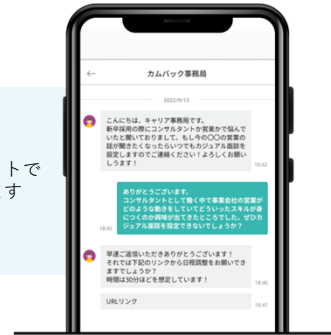 トで
す
←
カムバック事務局
2022/9/12
こんにちは、キャリア事務局です。
新卒採用の際にコンサルタントか営業かで悩んで
いたと聞いておりまして、もし今の〇〇の営業の
話が聞きたくなったらいつでもカジュアル面談を
設定しますのでご連絡ください！よろしくお願い
します！
18:42
ありがとうございます。
コンサルタントとして働く中で事業会社の営業が
どのような動きをしていてどういったスキルが身
につくのか興味が出てきたところでした。ぜひカ
ジュアル面談を設定できないでしょうか？
18:45
早速ご返信いただきありがとうございます！
それでは下記のリンクから日程調整をお願いでき
ますでしょうか？
時間は30分ほどを想定しています！
18:46
URLリンク
18:47